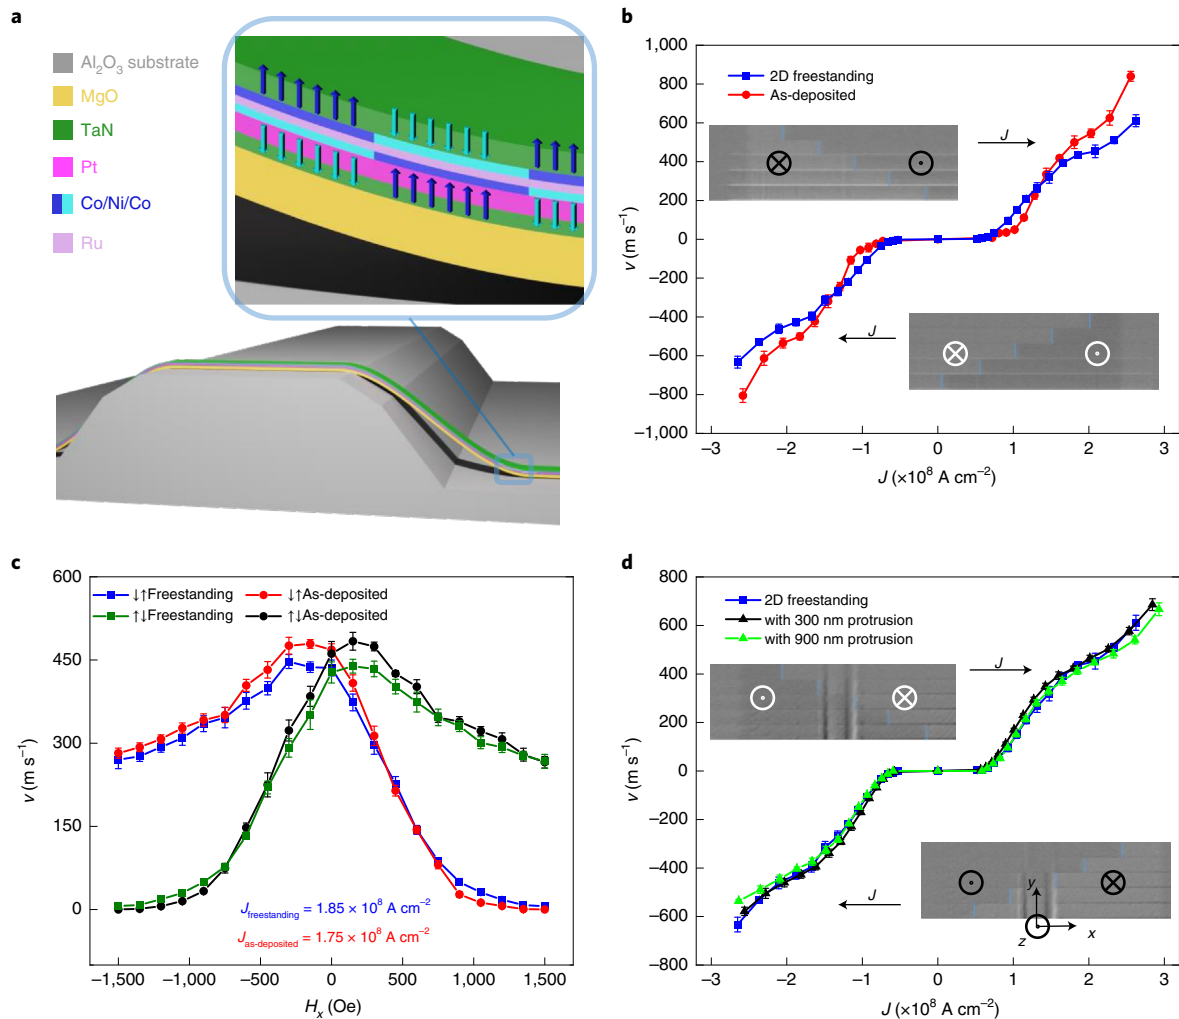 a
Al2O3 substrate
MgO
TaN
Pt
Co/Ni/Co
Ru
b
1,000
800
600
400
200
0
−200
−400
−600
−800
−1,000
v (m s−1)
2D freestanding
As-deposited
J
J
−3 −2 −1 0 1 2 3
J (×10^8 A cm−2)
c
600
450
300
150
0
v (m s−1)
↓↑Freestanding ↓↑As-deposited
↑↓Freestanding ↑↓As-deposited
Jfreestanding = 1.85 × 10^8 A cm−2
Jas-deposited = 1.75 × 10^8 A cm−2
−1,500 −1,000 −500 0 500 1,000 1,500
Hx (Oe)
d
800
600
400
200
0
−200
−400
−600
−800
v (m s−1)
2D freestanding
with 300 nm protrusion
with 900 nm protrusion
J
J
y
z x
−3 −2 −1 0 1 2 3
J (×10^8 A cm−2)